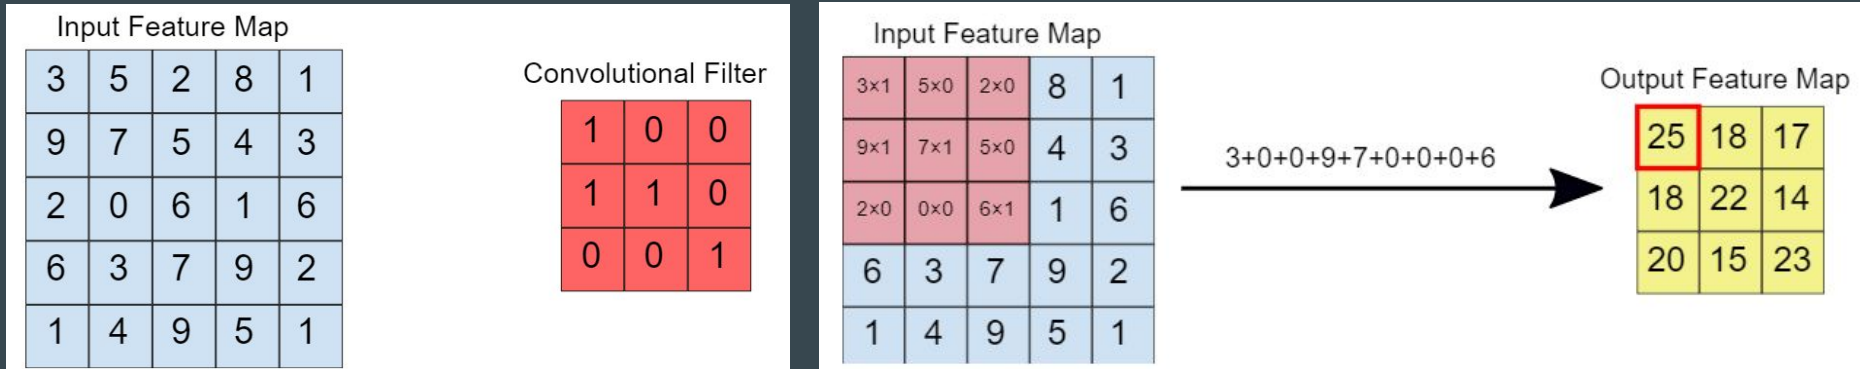 Input Feature Map
3 5 2 8 1
9 7 5 4 3
2 0 6 1 6
6 3 7 9 2
1 4 9 5 1
Convolutional Filter
1 0 0
1 1 0
0 0 1
Input Feature Map
3×1 5×0 2×0 8 1
9×1 7×1 5×0 4 3
2×0 0×0 6×1 1 6
6 3 7 9 2
1 4 9 5 1
3+0+0+9+7+0+0+0+6
Output Feature Map
25 18 17
18 22 14
20 15 23